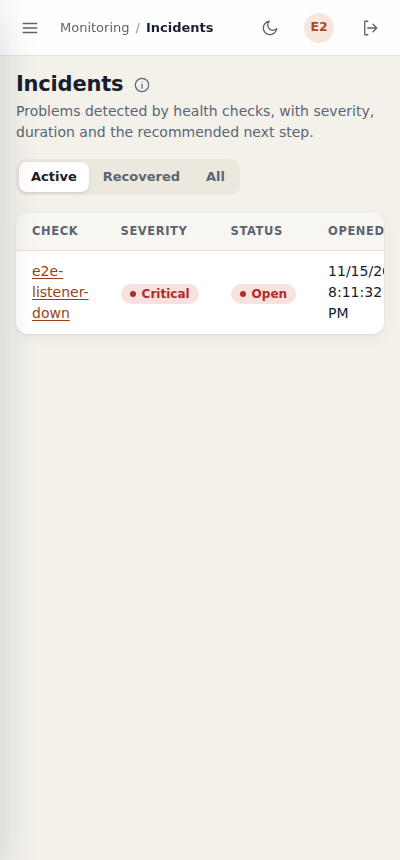 Monitoring / Incidents
E2
Incidents
Problems detected by health checks, with severity,
duration and the recommended next step.
Active Recovered All
CHECK SEVERITY STATUS OPENED
e2e-
listener-
down
Critical
Open
8:11:32
PM